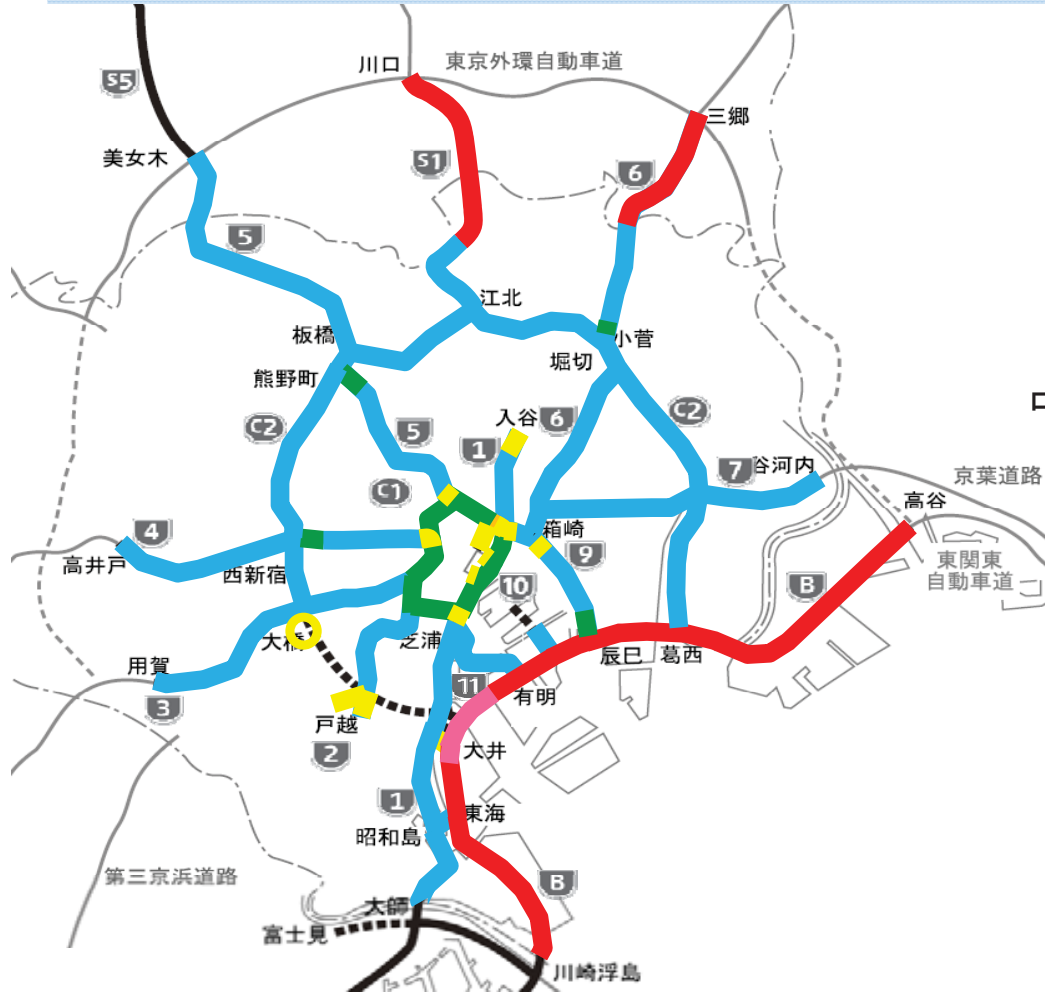 川口
東京外環自動車道
S5
三郷
美女木
S1
6
5
江北
板橋
小菅
堀切
熊野町
C2
入谷
6
C2
5
1
7
谷河内
京葉道路
C1
高谷
4
箱崎
9
高井戸
西新宿
10
B
東関東
自動車道
大橋
芝浦
辰巳
葛西
用賀
11
有明
3
戸越
2
大井
1
東海
昭和島
第三京浜道路
B
大師
富士見
川崎浮島